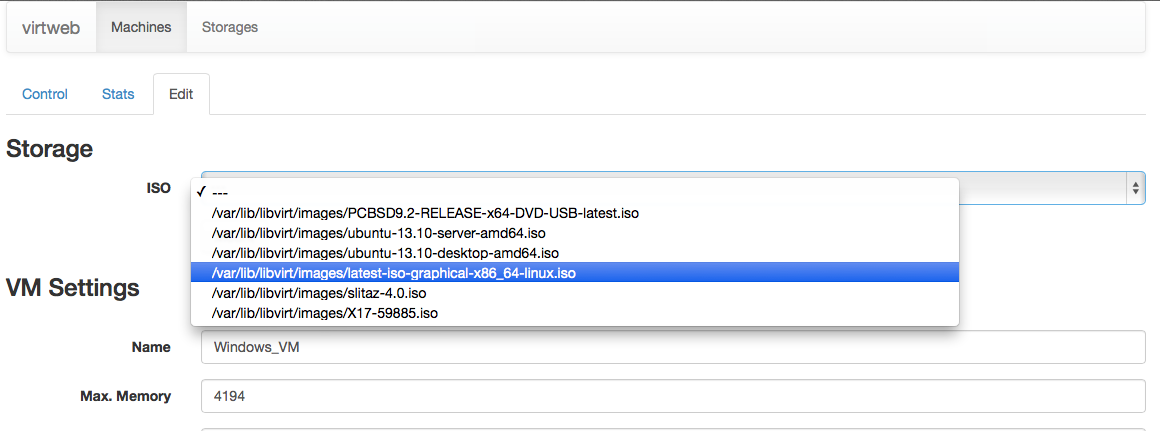 virtweb Machines Storages
Control Stats Edit
Storage
ISO
✓ ---
/var/lib/libvirt/images/PCBSD9.2-RELEASE-x64-DVD-USB-latest.iso
/var/lib/libvirt/images/ubuntu-13.10-server-amd64.iso
/var/lib/libvirt/images/ubuntu-13.10-desktop-amd64.iso
/var/lib/libvirt/images/latest-iso-graphical-x86_64-linux.iso
/var/lib/libvirt/images/slitaz-4.0.iso
/var/lib/libvirt/images/X17-59885.iso
VM Settings
Name Windows_VM
Max. Memory 4194